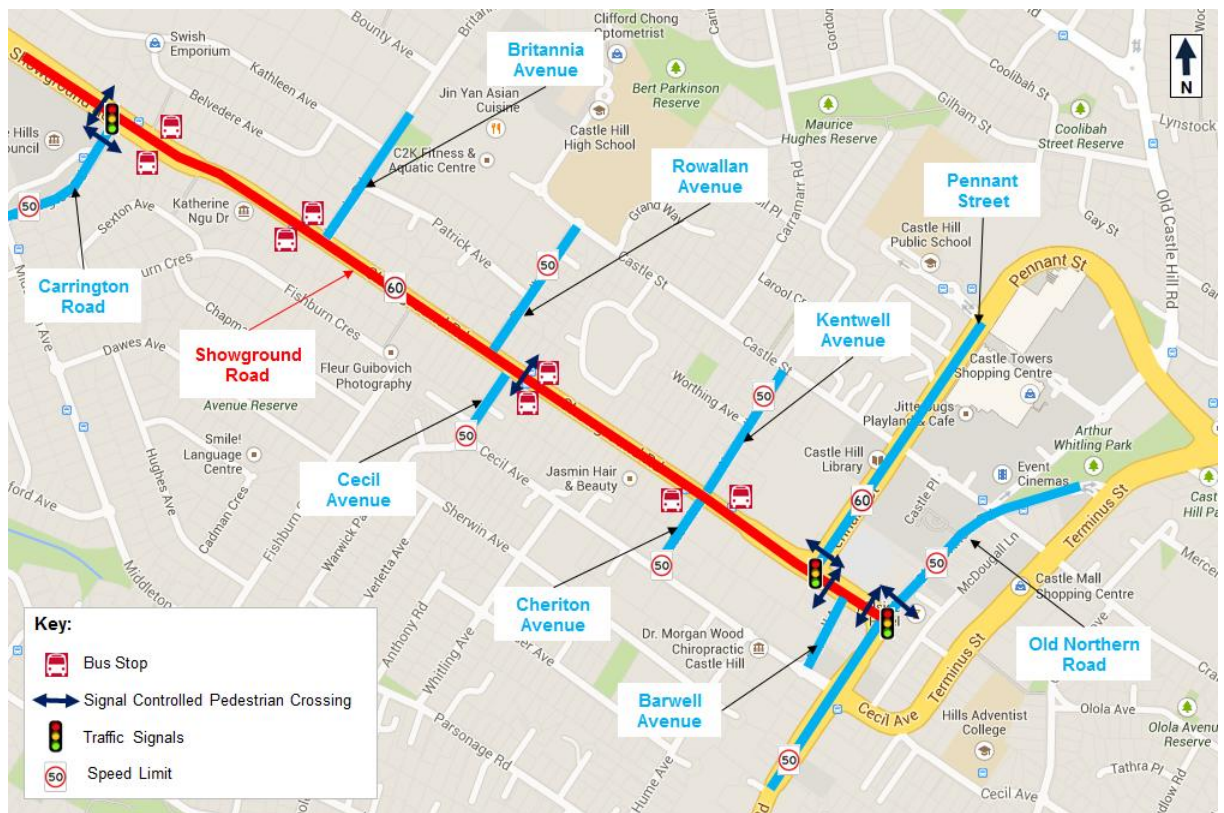 Swish
Emporium
Bounty Ave
Kathleen Ave
Belvedere Ave
Britannia
Avenue
Clifford Chong
Optometrist
Bert Parkinson
Reserve
Jin Yan Asian
Cuisine
Castle Hill
High School
C2K Fitness &
Aquatic Centre
Rowallan
Avenue
Maurice
Hughes Reserve
Gilham St
Coolibah St
Coolibah
Street Reserve
Lynstock
N
Pennant
Street
Old Castle Hill Rd
Gay St
Carramarr Rd
Castle Hill
Public School
Pennant St
50
Sexton Ave
Katherine
Ngu Dr
Patrick Ave
Castle St
50
Carrington
Road
60
Fishburn Cres
Dawes Ave
Showground
Road
Fleur Guibovich
Photography
Avenue Reserve
Kentwell
Avenue
Castle St
Castle Towers
Shopping Centre
Worthing Ave
50
Jitterbugs
Playland & Cafe
Arthur
Whitling Park
Smile!
Language
Centre
Hughes Ave
Cadman Cres
Fishburn Cres
50
Cecil Ave
Cecil
Avenue
Jasmin Hair
& Beauty
Castle Hill
Library
Castle Pl
Event
Cinemas
60
Terminus St
Sherwin Ave
Verletta Ave
50
50
McDougall Ln
Castle Mall
Shopping Centre
Middleton
Anthony Rd
Whitling Ave
Cheriton
Avenue
Dr. Morgan Wood
Chiropractic
Castle Hill
Old Northern
Road
Barwell
Avenue
Terminus St
Cecil Ave
Hills Adventist
College
Olola Ave
Olola Avenue
Reserve
Parsonage Rd
Hume Ave
50
Tathra Pl
Cecil Ave
Key:
Bus Stop
Signal Controlled Pedestrian Crossing
Traffic Signals
50
Speed Limit